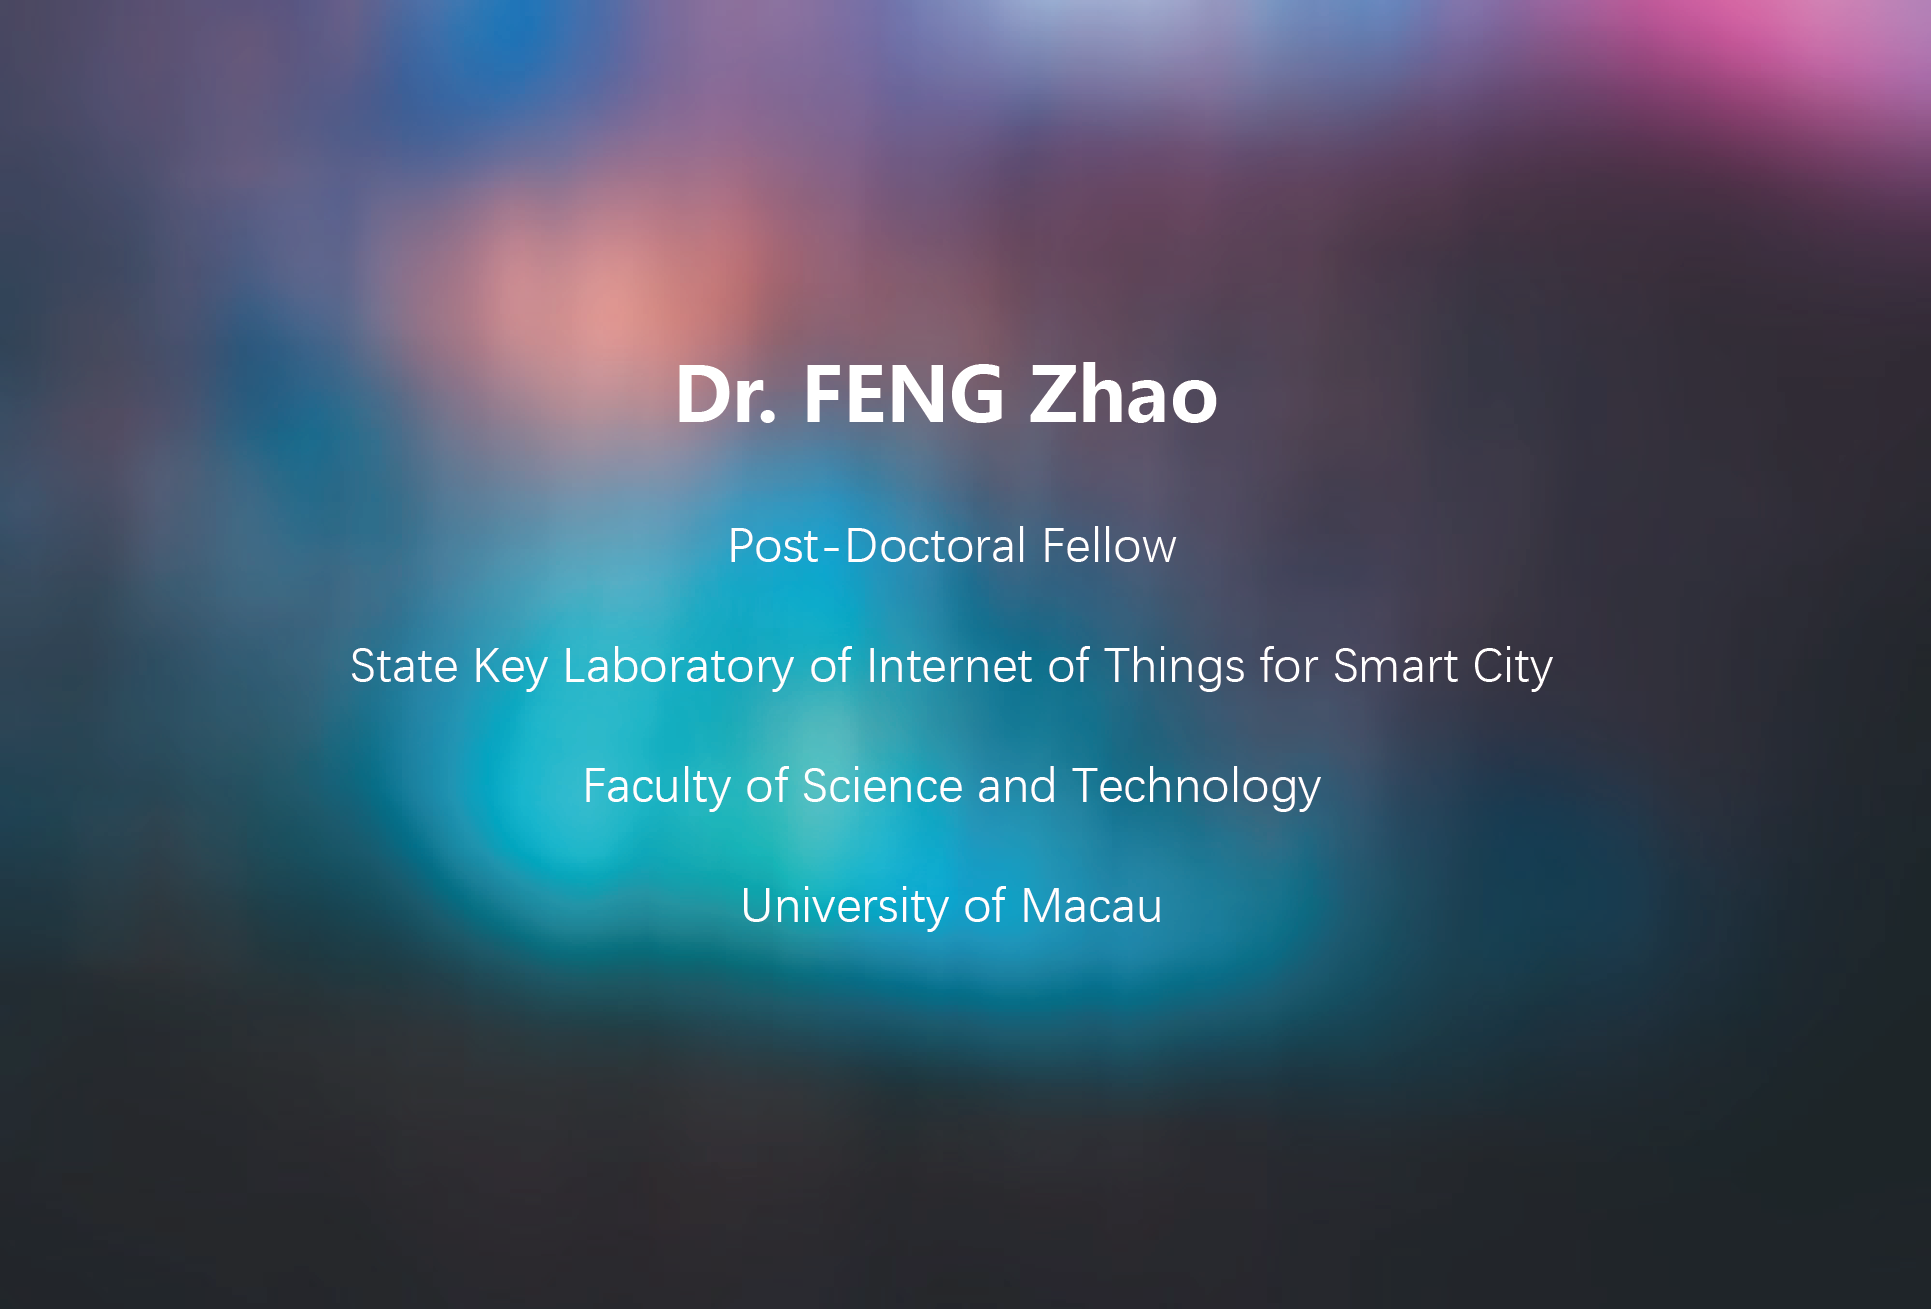 Dr. FENG Zhao
Post-Doctoral Fellow
State Key Laboratory of Internet of Things for Smart City
Faculty of Science and Technology
University of Macau